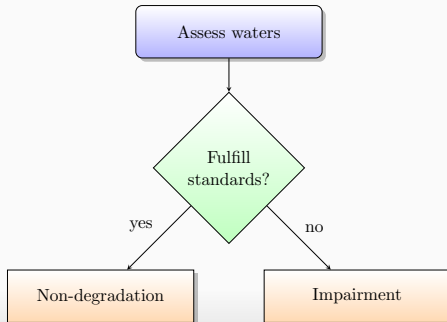 Assess waters
Fulfill
standards?
yes
no
Non-degradation
Impairment